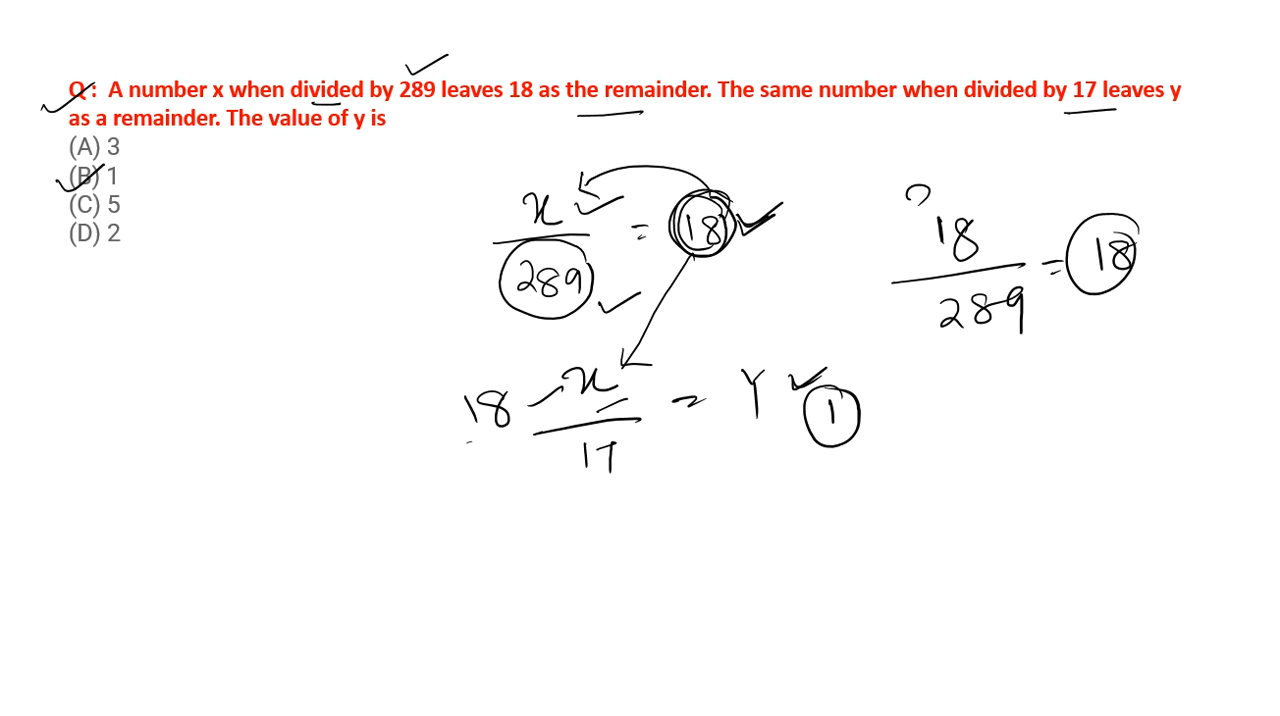 Q : A number x when divided by 289 leaves 18 as the remainder. The same number when divided by 17 leaves y
as a remainder. The value of y is
(A) 3
(B) 1
(C) 5
(D) 2
x
289
= 18
18
289
= 18
18
x
17
= Y 1